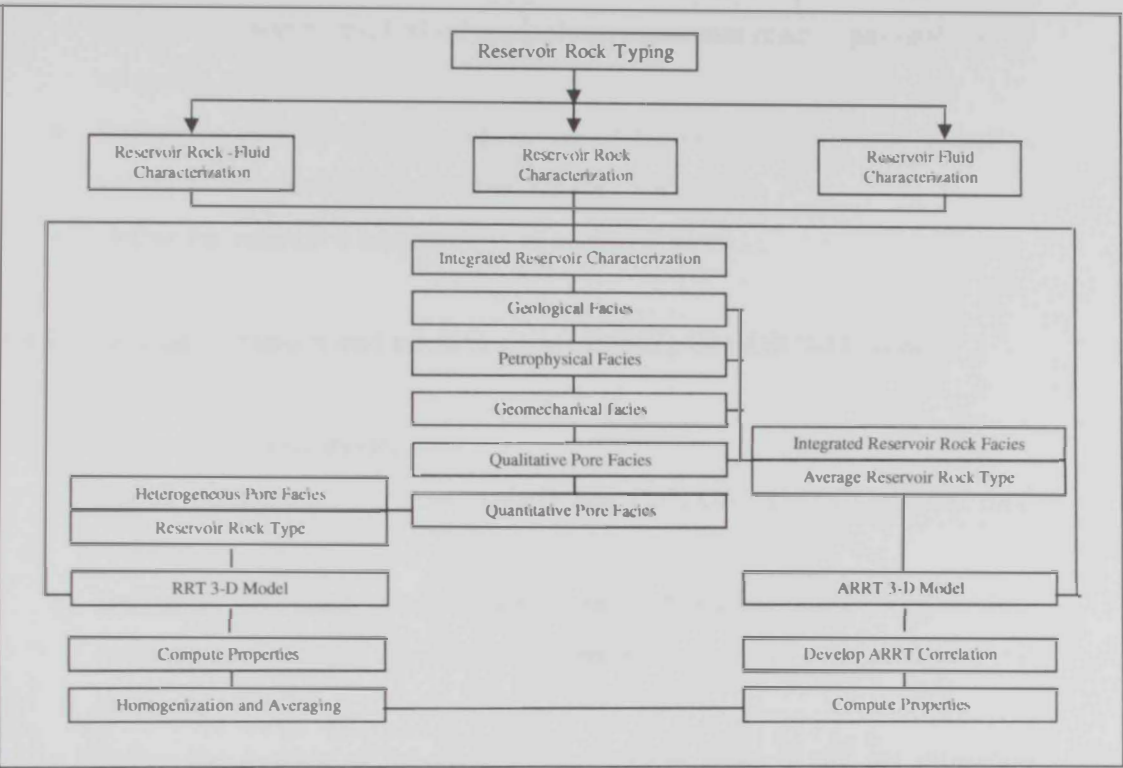 Reservoir Rock Typing
Reservoir Rock -Fluid
Characterization
Reservoir Rock
Characterization
Reservoir Fluid
Characterization
Integrated Reservoir Characterization
Geological Facies
Petrophysical Facies
Geomechanical facies
Qualitative Pore Facies
Quantitative Pore Facies
Integrated Reservoir Rock Facies
Average Reservoir Rock Type
Heterogeneous Pore Facies
Reservoir Rock Type
RRT 3-D Model
Compute Properties
Homogenization and Averaging
ARRT 3-D Model
Develop ARRT Correlation
Compute Properties